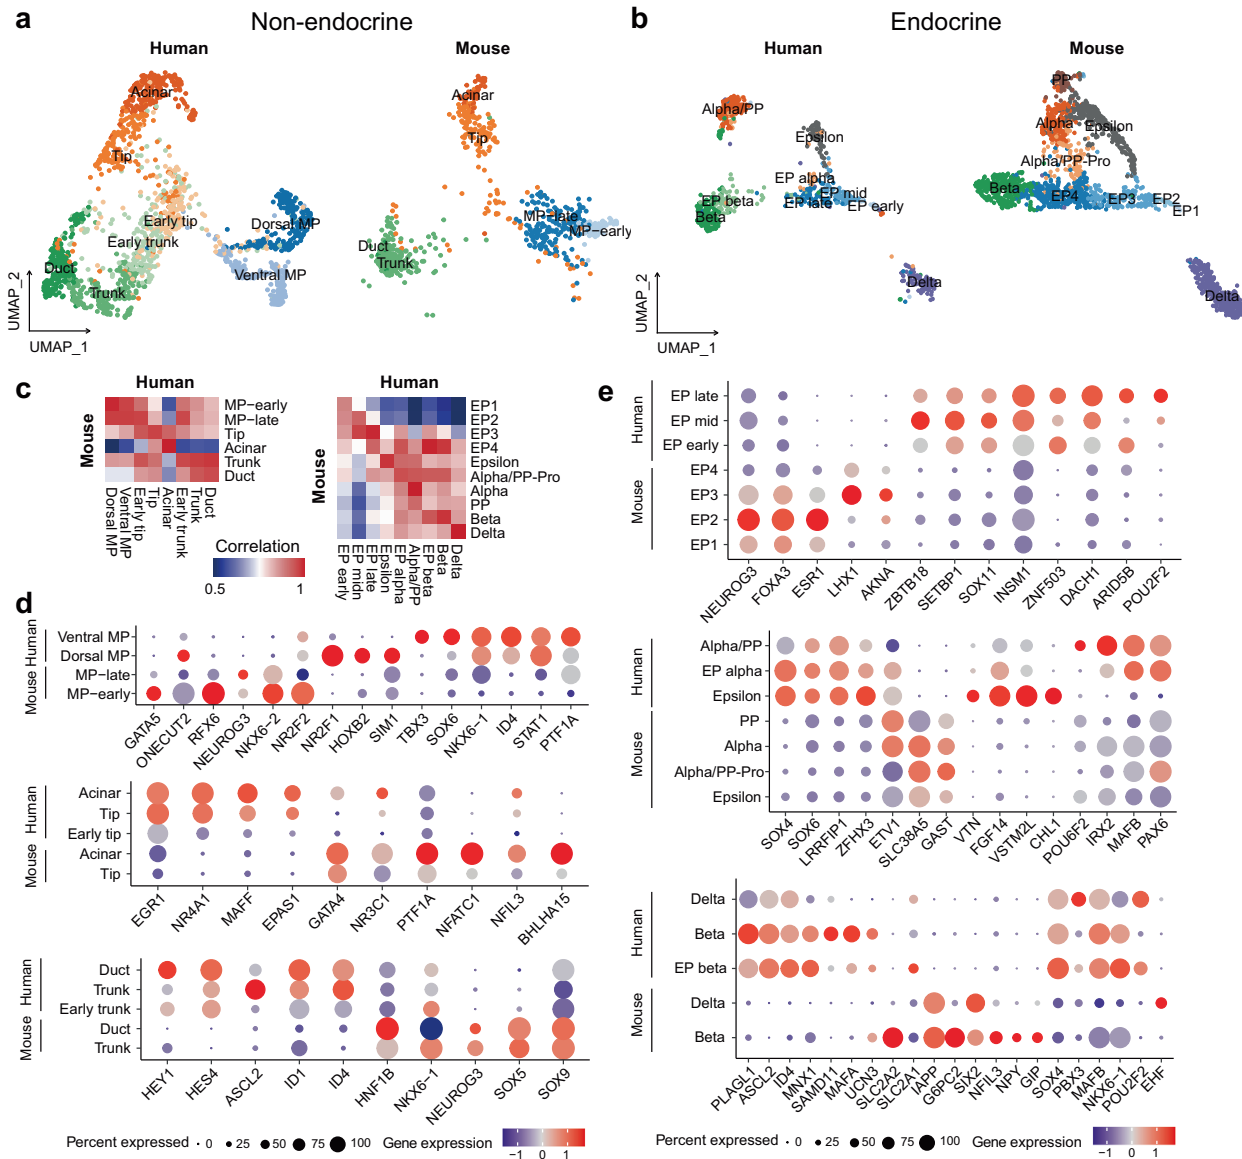 a
Non-endocrine
Human
Mouse
Acinar
Tip
Early tip
Early trunk
Duct
Trunk
Dorsal MP
Ventral MP
Acinar
Tip
Duct
Trunk
MP-late
MP-early
UMAP_2
UMAP_1
b
Endocrine
Human
Mouse
Alpha/PP
Epsilon
EP alpha
EP mid
EP late
EP early
EP beta
Beta
Delta
PP
Alpha
Epsilon
Alpha/PP-Pro
Beta
EP4
EP3
EP2
EP1
Delta
UMAP_2
UMAP_1
c
Human
Mouse
MP-early
MP-late
Tip
Acinar
Trunk
Duct
Dorsal MP
Ventral MP
Early tip
Tip
Acinar
Early trunk
Trunk
Duct
Correlation
0.5
1
Human
Mouse
EP1
EP2
EP3
EP4
Epsilon
Alpha/PP-Pro
Alpha
PP
Beta
Delta
EP early
EP midn
EP late
Epsilon
EP alpha
Alpha/PP
EP beta
Beta
Delta
d
Human
Mouse
Ventral MP
Dorsal MP
MP-late
MP-early
GATA5
ONECUT2
RFX6
NEUROG3
NKX6-2
NR2F2
NR2F1
HOXB2
SIM1
TBX3
SOX6
NKX6-1
ID4
STAT1
PTF1A
Human
Mouse
Acinar
Tip
Early tip
Acinar
Tip
EGR1
NR4A1
MAFF
EPAS1
GATA4
NR3C1
PTF1A
NFATC1
NFIL3
BHLHA15
Human
Mouse
Duct
Trunk
Early trunk
Duct
Trunk
HEY1
HES4
ASCL2
ID1
ID4
HNF1B
NKX6-1
NEUROG3
SOX5
SOX9
Percent expressed 0 25 50 75 100
Gene expression
-1 0 1
e
Human
Mouse
EP late
EP mid
EP early
EP4
EP3
EP2
EP1
NEUROG3
FOXA3
ESR1
LHX1
AKNA
ZBTB18
SETBP1
SOX11
INSM1
ZNF503
DACH1
ARID5B
POU2F2
Human
Mouse
Alpha/PP
EP alpha
Epsilon
PP
Alpha
Alpha/PP-Pro
Epsilon
SOX4
SOX6
LRRFIP1
ZFHX3
ETV1
SLC38A5
GAST
VTN
FGF14
VSTM2L
CHL1
POU6F2
IRX2
MAFB
PAX6
Human
Mouse
Delta
Beta
EP beta
Delta
Beta
PLAGL1
ASCL2
ID4
MNX1
SAMD11
MAFA
UCN3
SLC2A2
SLC2A1
IAPP
G6PC2
SIX2
NFIL3
NPY
GIP
SOX4
PBX3
MAFB
NKX6-1
POU2F2
EHF
Percent expressed 0 25 50 75 100
Gene expression
-1 0 1